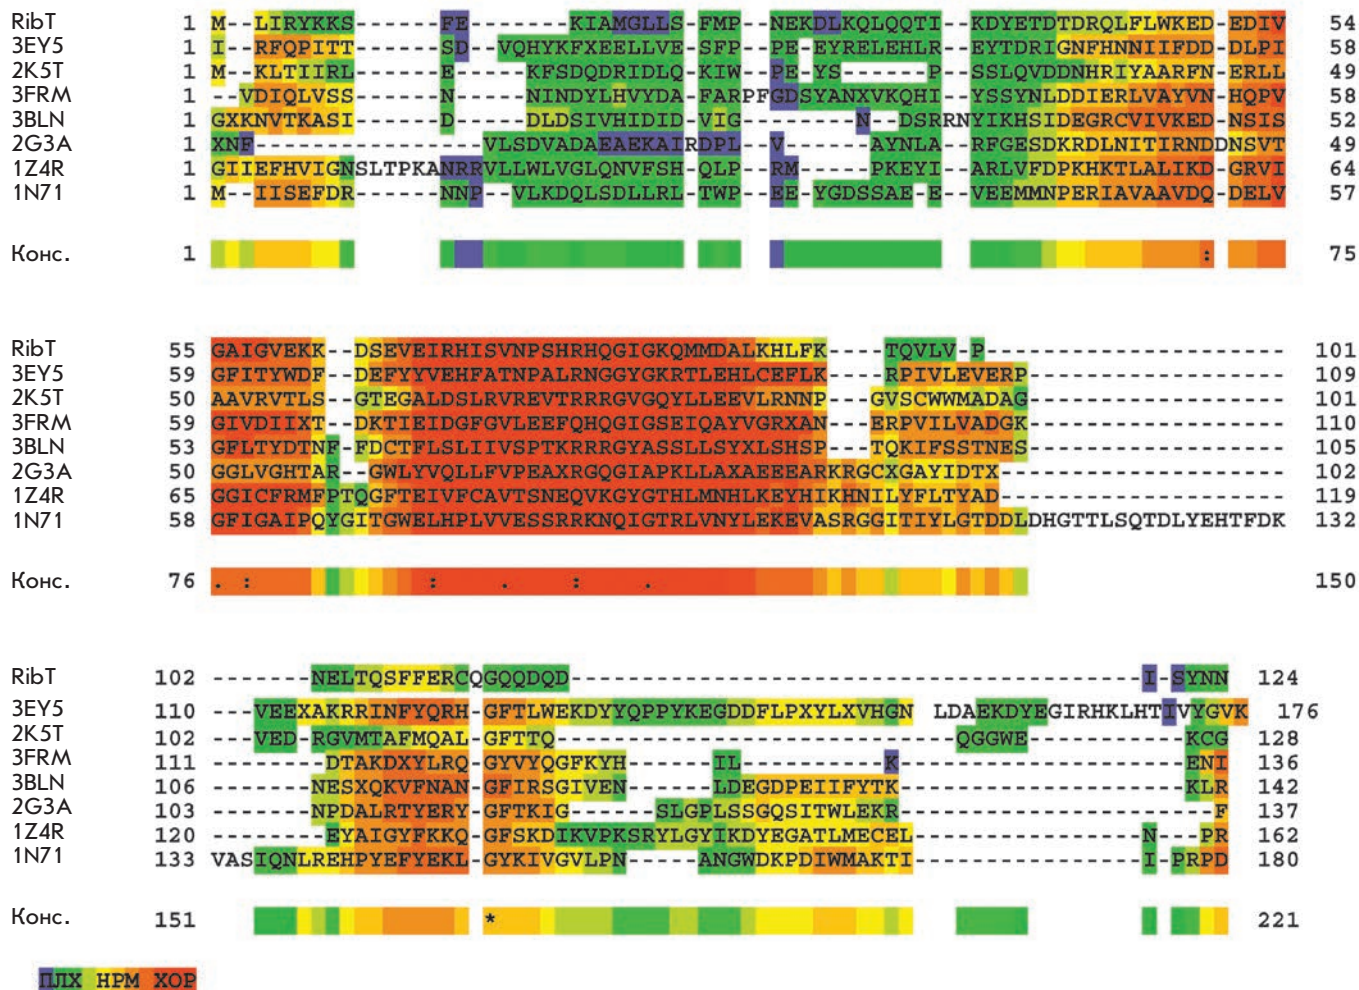 RibT 1 M--LIRYKKS------FE------KIAMGLLS-FMP--NEKDLKQLQQTI--KDYETDTDRQLFLWKED-EDIV 54
3EY5 1 I--RFQPITT------SD--VQHYKFXEELLVE-SFP--PE-EYRELEHLR--EYTDRIGNFHNNIIFDD-DLPI 58
2K5T 1 M--KLTIIRL------E-----KFSDQDRIDLQ-KIW--PE-YS------P--SSLQVDDNHRIYAARFN-ERLL 49
3FRM 1 --VDIQLVSS------N-----NINDYLHVYDA-FARPFGDSYANXVKQHI--YSSYNLDDIERLVAYVN-HQPV 58
3BLN 1 GXKNVTKASI------D-----DLDSIVHIDID-VIG--------N--DSRRNYIKHSIDEGRCVIVKED-NSIS 52
2G3A 1 XNF----------------VLSDVADAEAEKAIRDPL--V------AYNLA--RFGESDKRDLNITIRNDDNSVT 49
1Z4R 1 GIIEFHVIGNSLTPKANRRVLLWLVGLQNVFSH-QLP--RM-----PKEYI--ARLVFDPKHKTLALIKD-GRVI 64
1N71 1 M--IISEFDR------NNP--VLKDQLSDLLRL-TWP--EE-YGDSSAE-E--VEEMMNPERIAVAAVDQ-DELV 57
Конс. 1 : 75
RibT 55 GAIGVEKK--DSEVEIRHISVNPSHRHQGIGKQMMDALKHLFK----TQVLV-P--------------------- 101
3EY5 59 GFITYWDF--DEFYYVEHFATNPALRNGGYGKRTLEHLCEFLK----RPIVLEVERP------------------ 109
2K5T 50 AAVRVTLS--GTEGALDSLRVREVTRRRGVGQYLLEEVLRNNP---GVSCWWMADAG------------------ 101
3FRM 59 GIVDIIXT--DKTIEIDGFGVLEEFQHQGIGSEIQAYVGRXAN---ERPVILVADGK------------------ 110
3BLN 53 GFLTYDTNF-FDCTFLSLIIVSPTKRRRGYASSLLSYXLSHSP---TQKIFSSTNES------------------ 105
2G3A 50 GGLVGHTAR--GWLYVQLLFVPEAXRGQGIAPKLLAXAEEEARKRGCXGAYIDTX-------------------- 102
1Z4R 65 GGICFRMFPTQGFTEIVFCAVTSNEQVKGYGTHLMNHLKEYHIKHNILYFLTYAD-------------------- 119
1N71 58 GFIGAIPQYGITGWELHPLVVESSRRKNQIGTRLVNYLEKEVASRGGITIYLGTDDLDHGTTLSQTDLYEHTFDK 132
Конс. 76 . : : . : . 150
RibT 102 -------NELTQSFFERCQGQQDQD----------------------------------------I-SYNN 124
3EY5 110 ---VEEXAKRRINFYQRH-GFTLWEKDYYQPPYKEGDDFLPXYLXVHGN LDAEKDYEGIRHKLHTIVYGVK 176
2K5T 102 ---VED-RGVMTAFMQAL-GFTTQ----------------------------QGGWE-----------KCG 128
3FRM 111 --------DTAKDXYLRQ-GYVYQGFKYH------IL----------K--------------------ENI 136
3BLN 106 -------NESXQKVFNAN-GFIRSGIVEN------LDEGDPEIIFYTK--------------------KLR 142
2G3A 103 -------NPDALRTYERY-GFTKIG------SLGPLSSGQSITWLEKR----------------------F 137
1Z4R 120 --------EYAIGYFKKQ-GFSKDIKVPKSRYLGYIKDYEGATLMECEL----------------N---PR 162
1N71 133 VASIQNLREHPYEFYEKL-GYKIVGVLPN-----ANGWDKPDIWMAKTI----------------I-PRPD 180
Конс. 151 * 221
ПЛХ НРМ ХОР